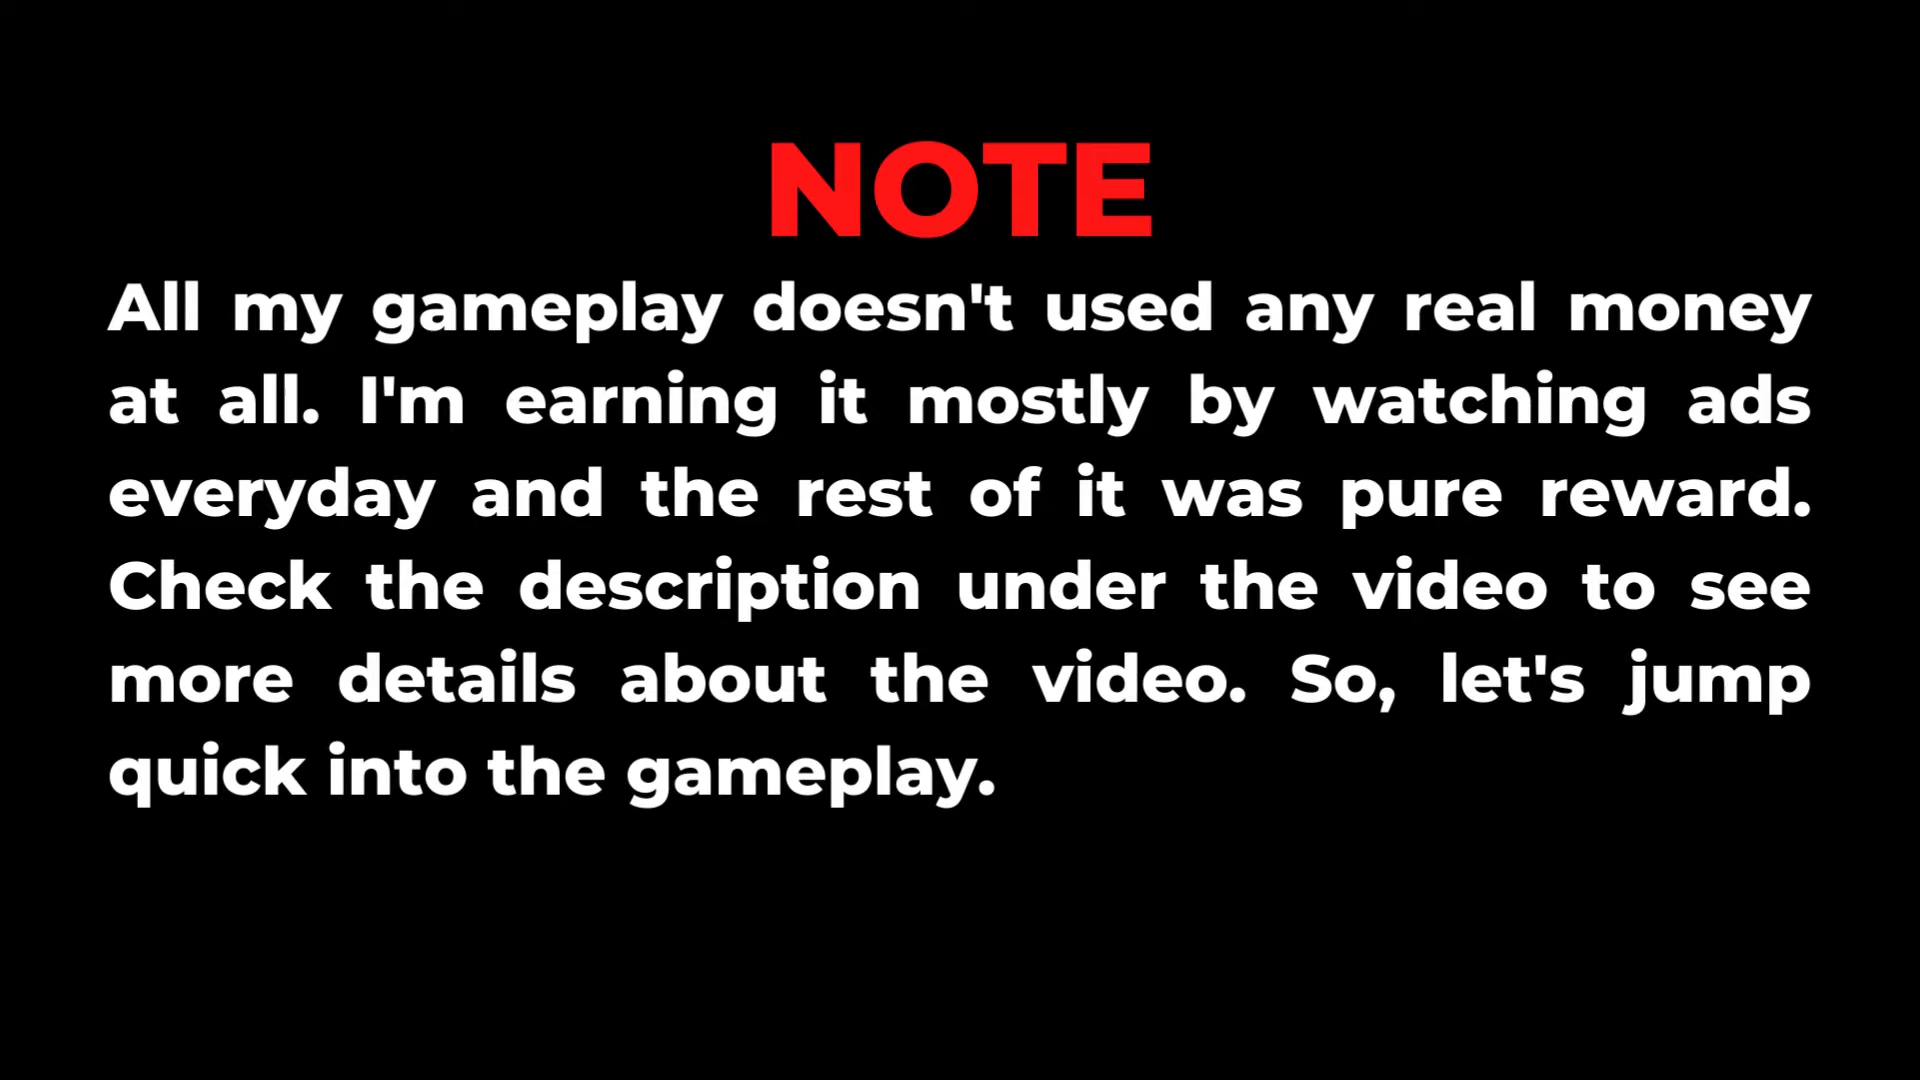 NOTE
All my gameplay doesn't used any real money
at all. I'm earning it mostly by watching ads
everyday and the rest of it was pure reward.
Check the description under the video to see
more details about the video. So, let's jump
quick into the gameplay.